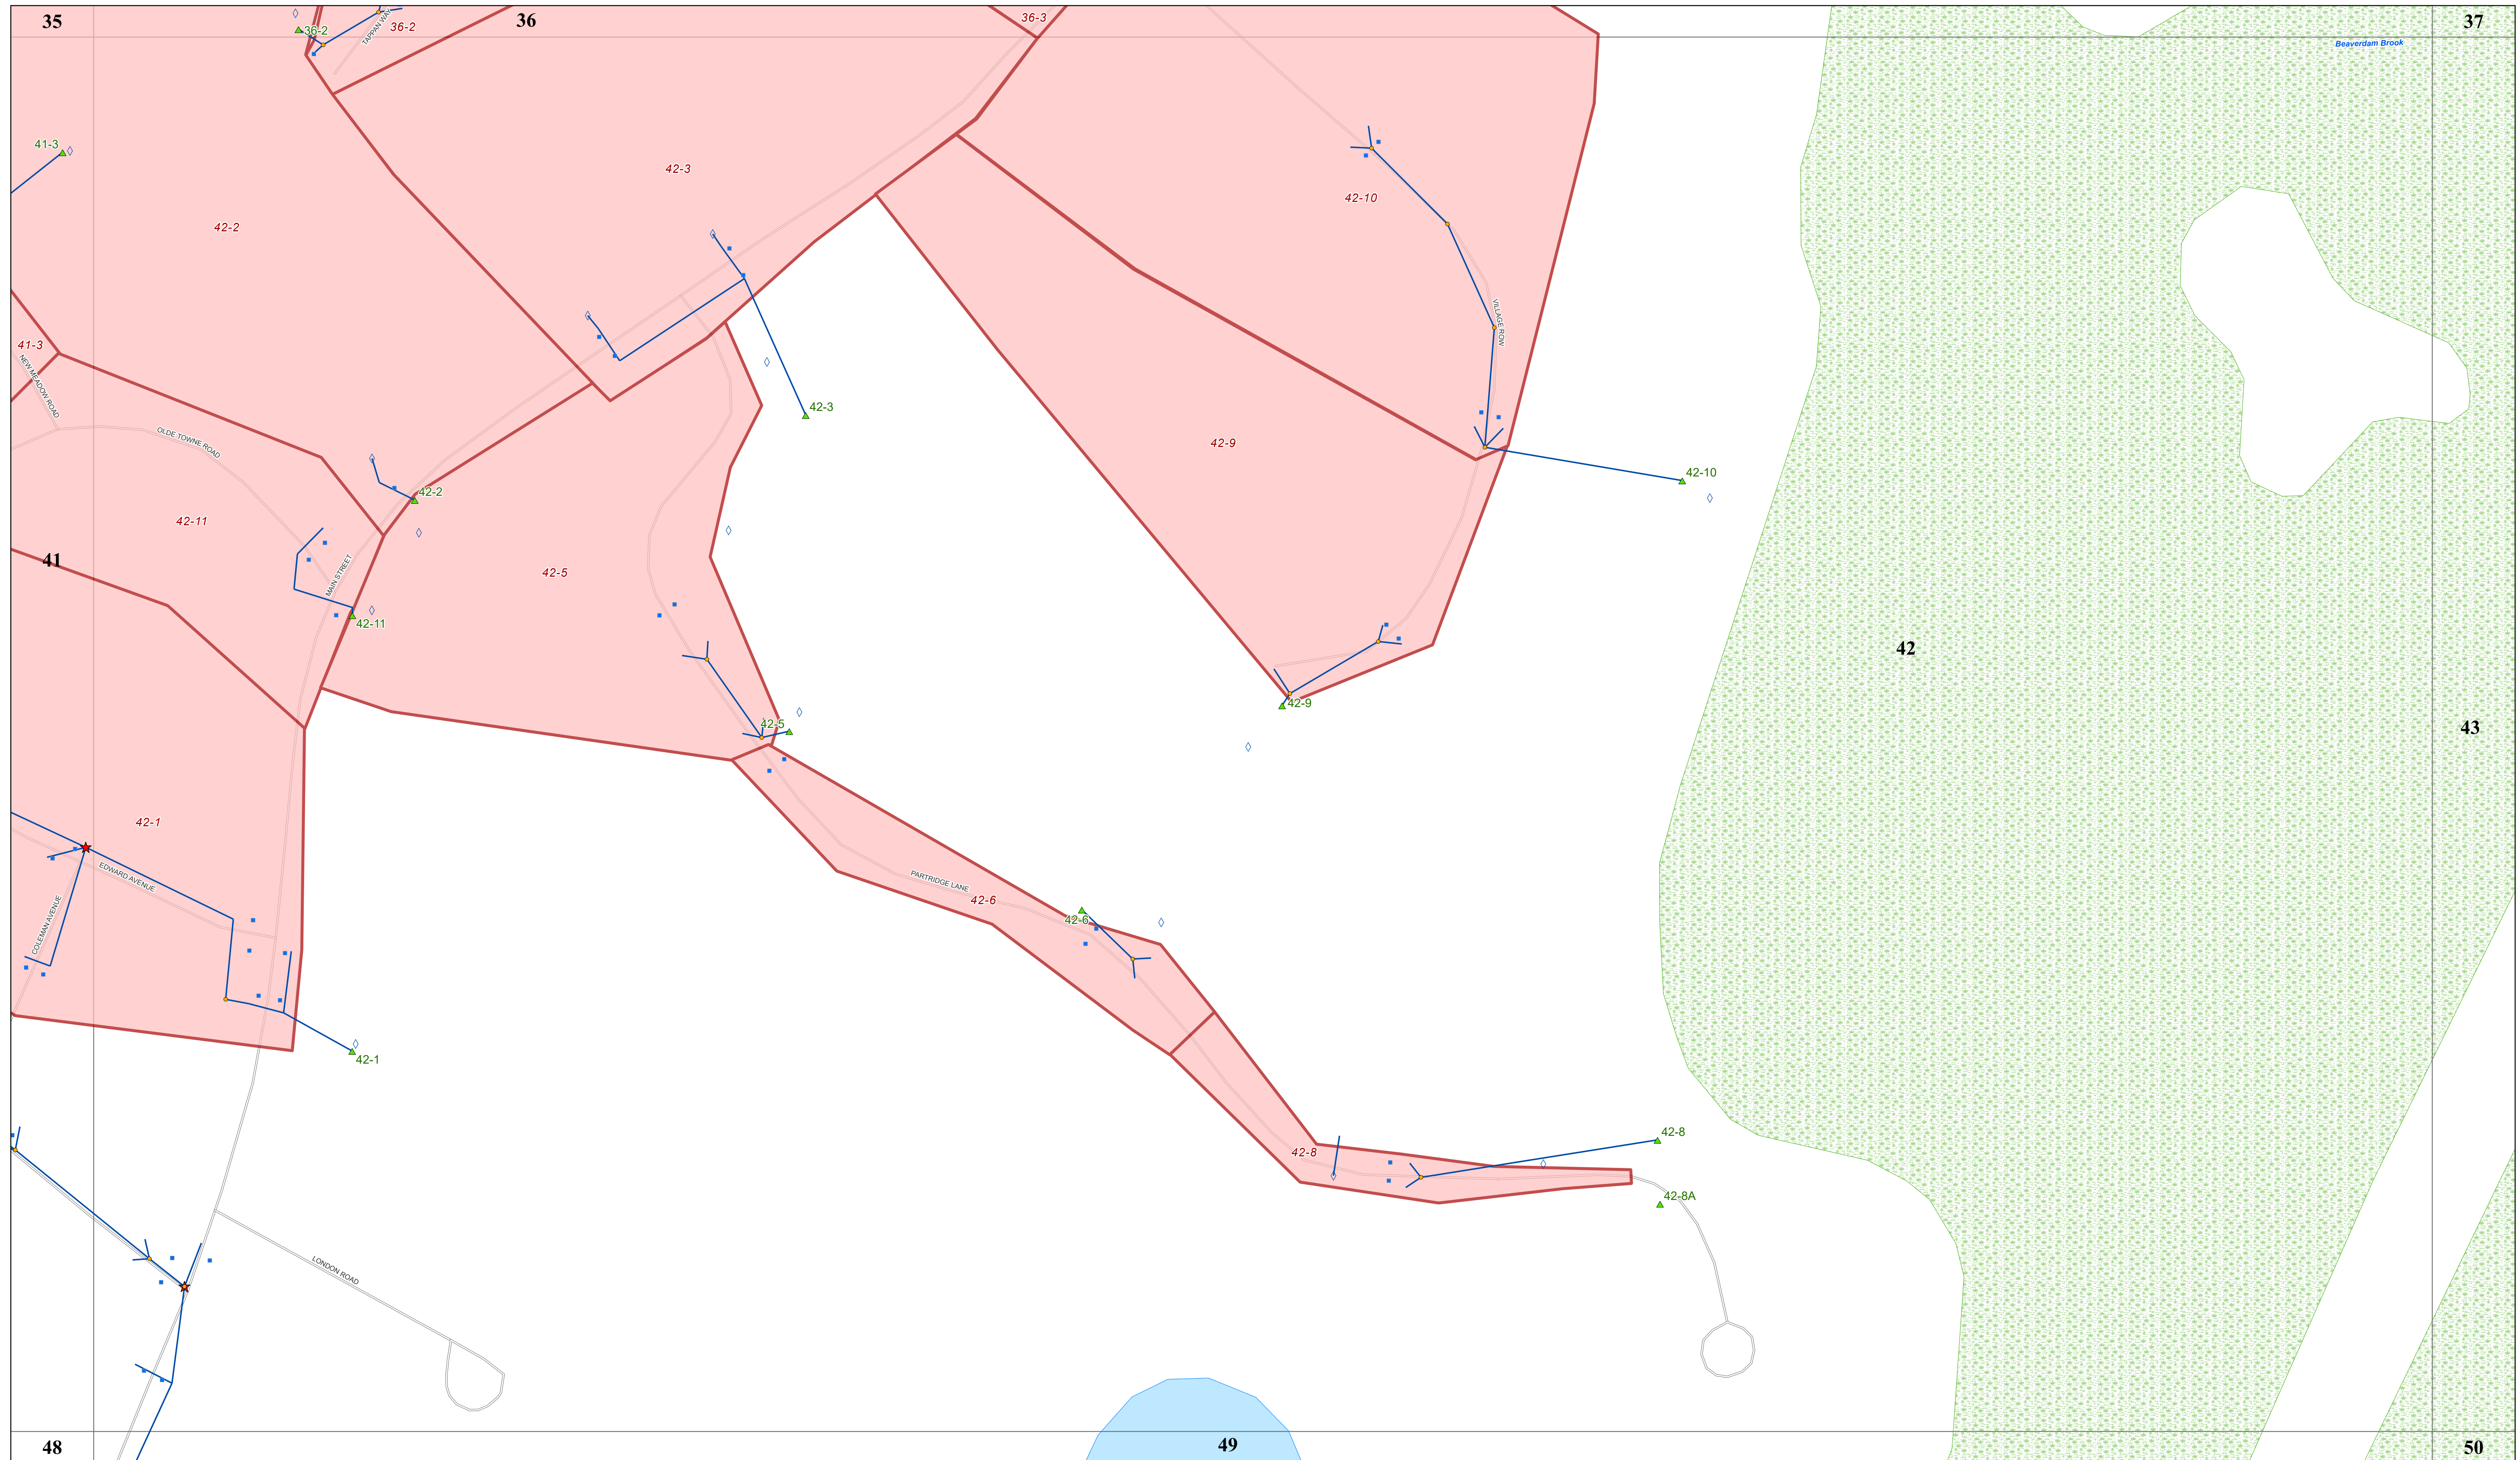 35
36
37
36-3
36-2
TAPPAN WAY
36-2
Beaverdam Brook
41-3
42-3
42-10
42-2
41-3
NEW MEADOW ROAD
VILLAGE ROW
42-3
OLDE TOWNE ROAD
42-9
42-10
42-2
42-11
41
MAIN STREET
42-5
42-11
42
42-9
42-5
43
42-1
EDWARD AVENUE
PARTRIDGE LANE
42-6
42-6
COLEMAN AVENUE
42-1
42-8
42-8
42-8A
LONDON ROAD
48
49
50